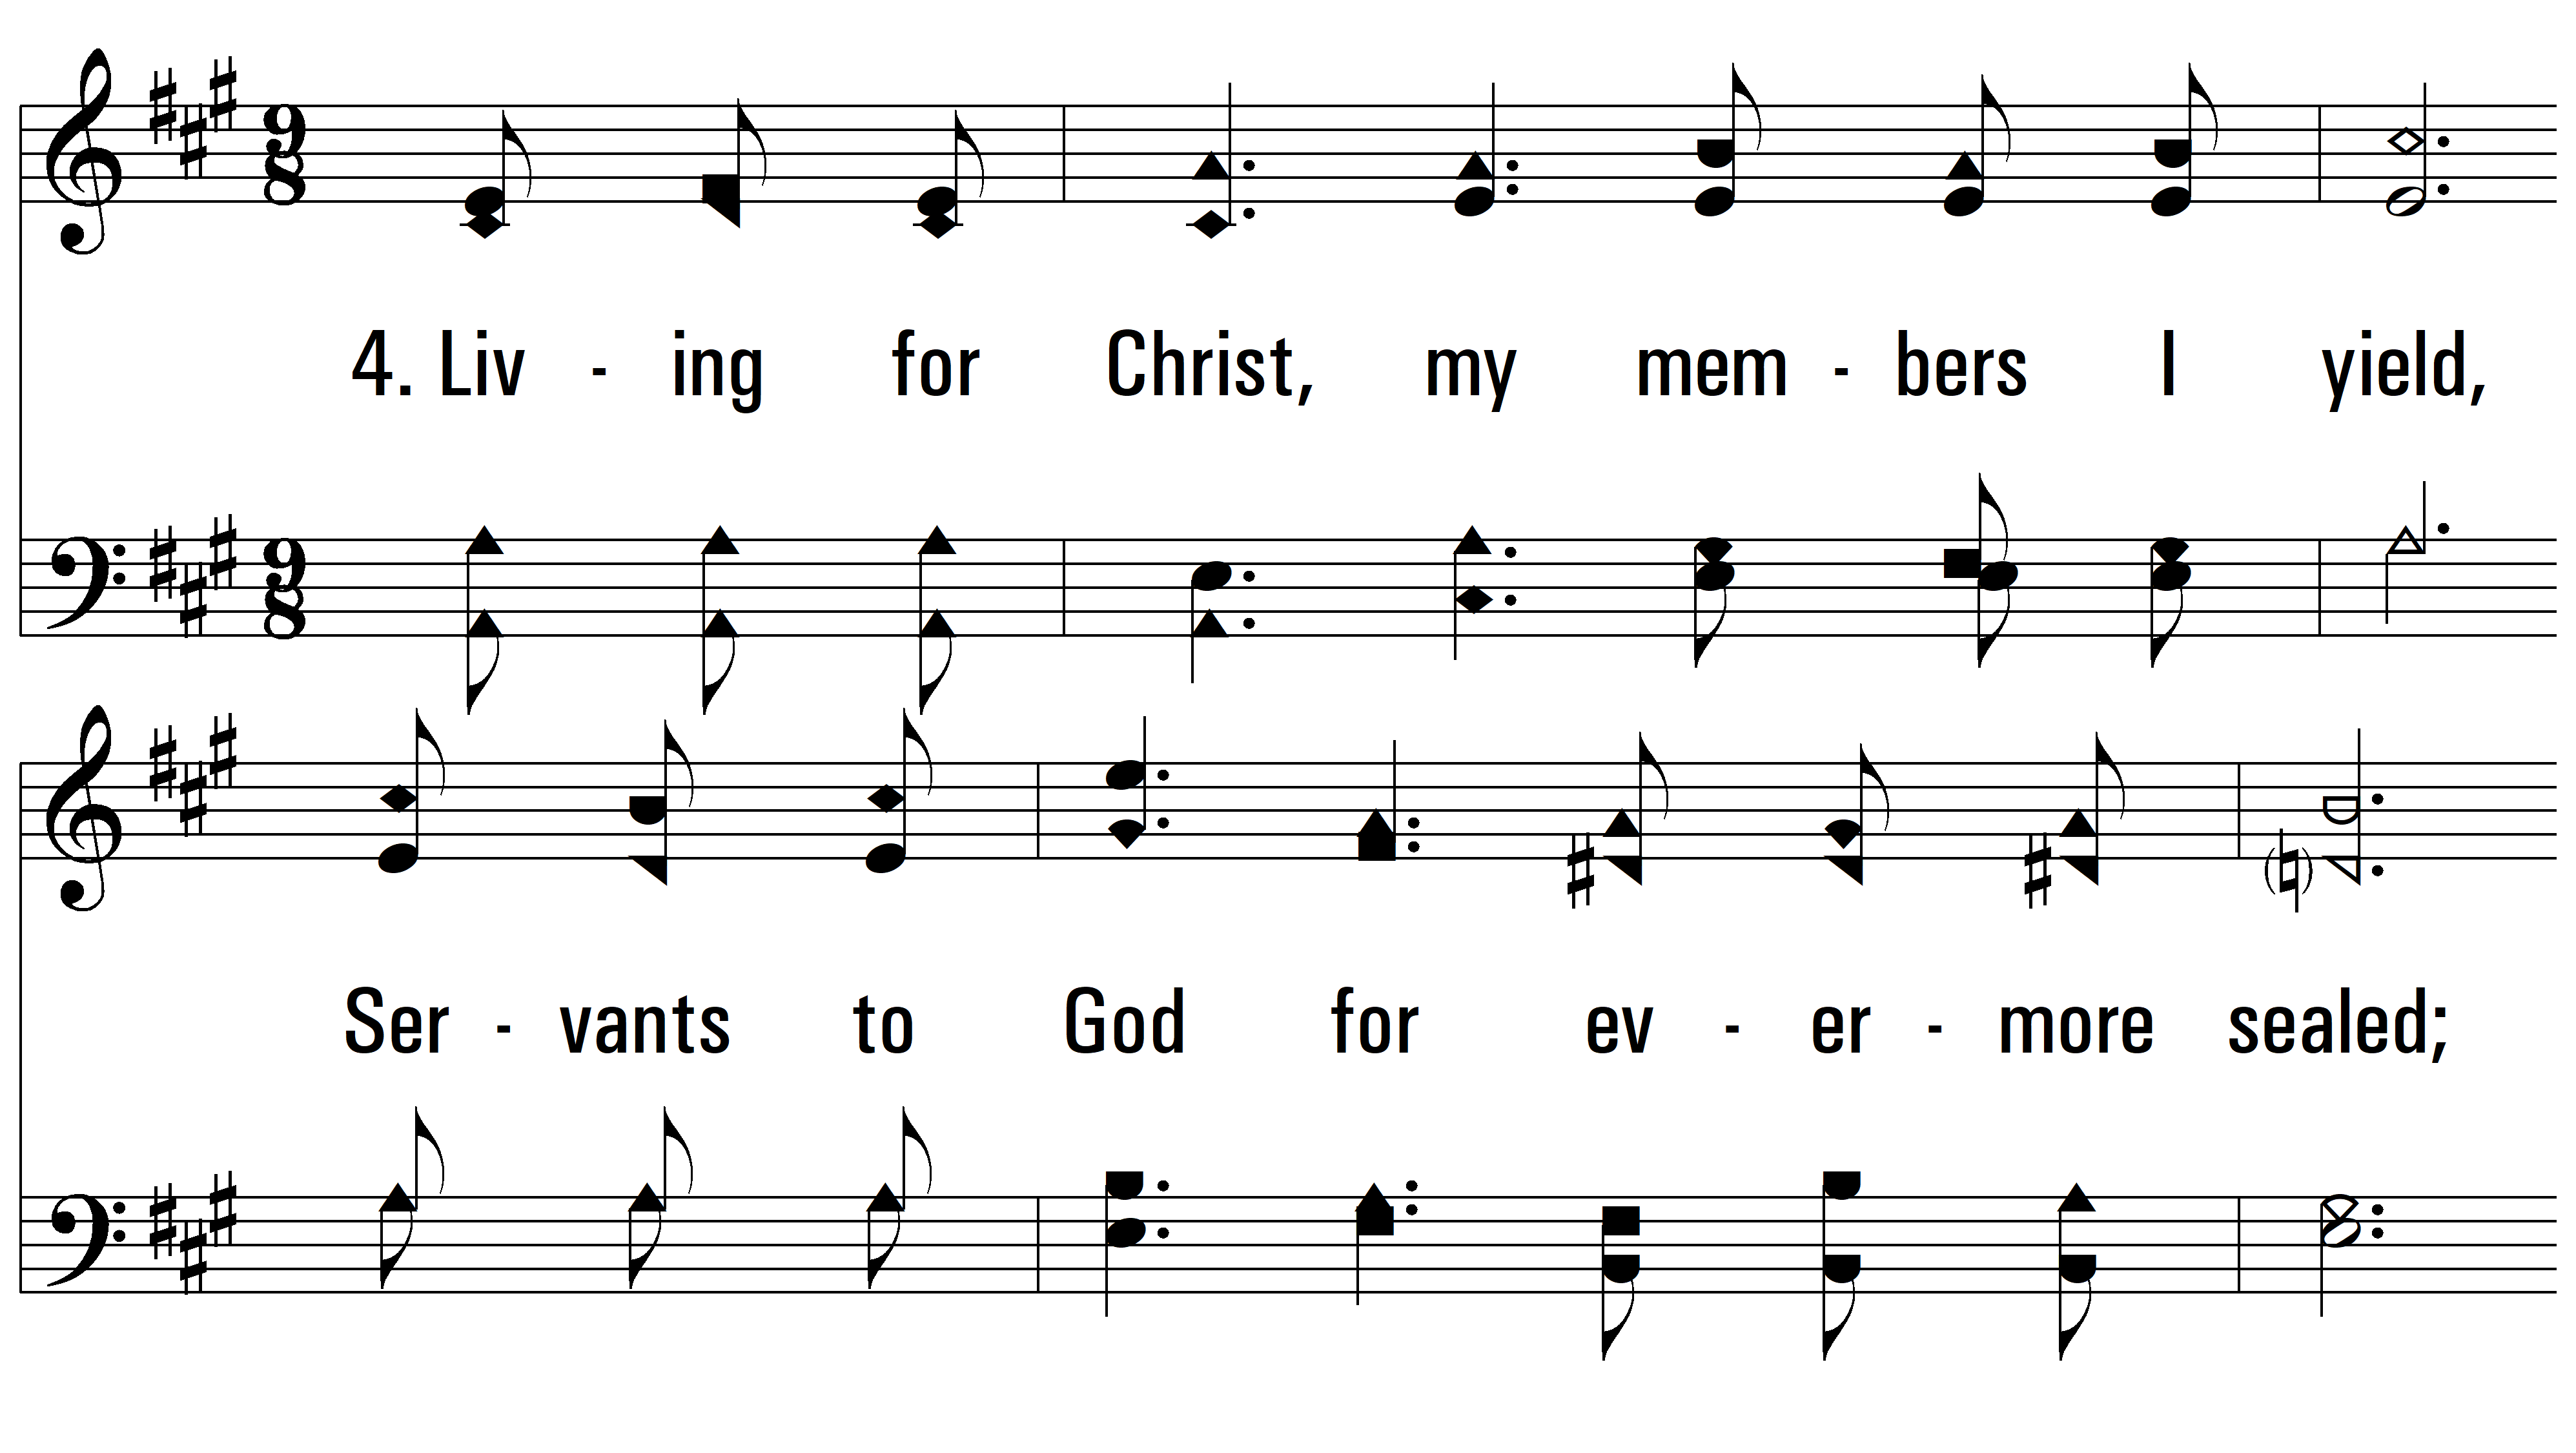 4. Liv - ing for Christ, my mem - bers I yield,
Ser - vants to God for ev - er - more sealed;